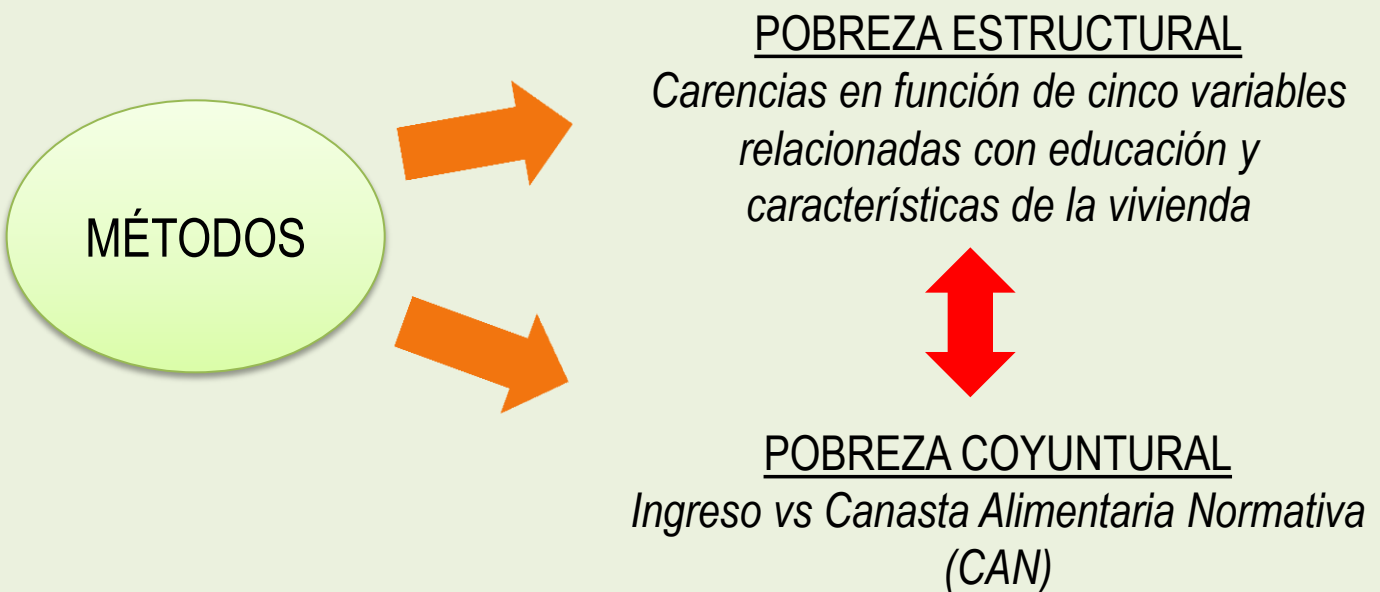 MÉTODOS
POBREZA ESTRUCTURAL
Carencias en función de cinco variables
relacionadas con educación y
características de la vivienda
POBREZA COYUNTURAL
Ingreso vs Canasta Alimentaria Normativa
(CAN)